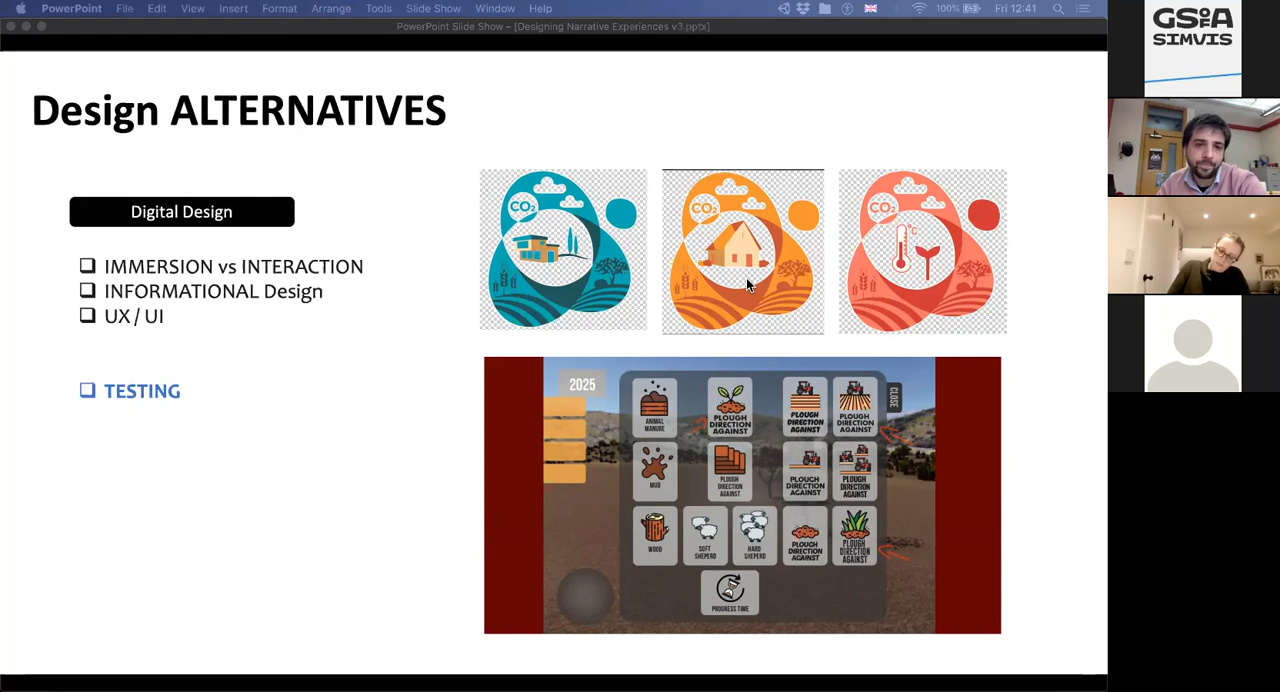 PowerPoint File Edit View Insert Format Arrange Tools Slide Show Window Help 100% Fri 12:41
PowerPoint Slide Show – [Designing Narrative Experiences v3.pptx]
GSofA
SIMVIS
Design ALTERNATIVES
Digital Design
IMMERSION vs INTERACTION
INFORMATIONAL Design
UX / UI
TESTING
CO2
CO2
CO2
°C
2025
CLOSE
ANIMAL
MANURE
PLOUGH
DIRECTION
AGAINST
PLOUGH
DIRECTION
AGAINST
PLOUGH
DIRECTION
AGAINST
MUD
PLOUGH
DIRECTION
AGAINST
PLOUGH
DIRECTION
AGAINST
PLOUGH
DIRECTION
AGAINST
WOOD
SOFT
SHEPERD
HARD
SHEPERD
PLOUGH
DIRECTION
AGAINST
PLOUGH
DIRECTION
AGAINST
PROGRESS TIME